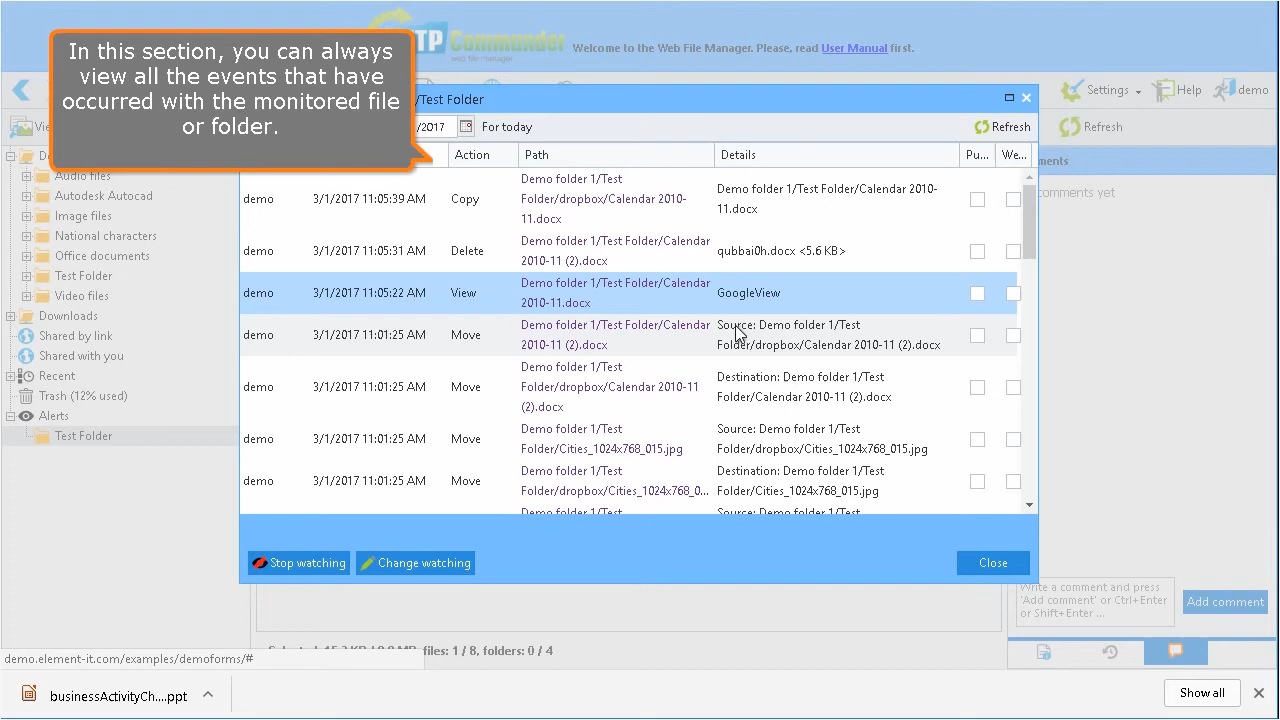 In this section, you can always
view all the events that have
occurred with the monitored file
or folder.
TP Commander
web file manager
Welcome to the Web File Manager. Please, read User Manual first.
Settings
Help
demo
/Test Folder
/2017
For today
Refresh
Refresh
Action
Path
Details
Pu...
We...
Audio files
Autodesk Autocad
Image files
National characters
Office documents
Test Folder
Video files
Downloads
Shared by link
Shared with you
Recent
Trash (12% used)
Alerts
Test Folder
demo 3/1/2017 11:05:39 AM Copy
Demo folder 1/Test
Folder/dropbox/Calendar 2010-
11.docx
Demo folder 1/Test Folder/Calendar 2010-
11.docx
demo 3/1/2017 11:05:31 AM Delete
Demo folder 1/Test Folder/Calendar
2010-11 (2).docx
qubbai0h.docx <5.6 KB>
demo 3/1/2017 11:05:22 AM View
Demo folder 1/Test Folder/Calendar
2010-11.docx
GoogleView
demo 3/1/2017 11:01:25 AM Move
Demo folder 1/Test Folder/Calendar
2010-11 (2).docx
Source: Demo folder 1/Test
Folder/dropbox/Calendar 2010-11 (2).docx
demo 3/1/2017 11:01:25 AM Move
Demo folder 1/Test
Folder/dropbox/Calendar 2010-11
(2).docx
Destination: Demo folder 1/Test
Folder/Calendar 2010-11 (2).docx
demo 3/1/2017 11:01:25 AM Move
Demo folder 1/Test
Folder/Cities_1024x768_015.jpg
Source: Demo folder 1/Test
Folder/dropbox/Cities_1024x768_015.jpg
demo 3/1/2017 11:01:25 AM Move
Demo folder 1/Test
Folder/dropbox/Cities_1024x768_0...
Destination: Demo folder 1/Test
Folder/Cities_1024x768_015.jpg
Demo folder 1/Test
Source: Demo folder 1/Test
Stop watching
Change watching
Close
ments
comments yet
Write a comment and press
'Add comment' or Ctrl+Enter
or Shift+Enter ...
Add comment
files: 1 / 8, folders: 0 / 4
demo.element-it.com/examples/demoforms/#
businessActivityCh....ppt
Show all